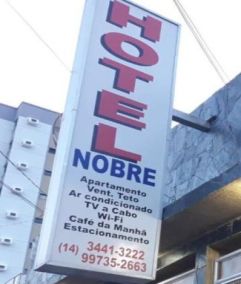 HOTEL
NOBRE
Apartamento
Vent. Teto
Ar condicionado
TV a Cabo
Wi-Fi
Café da Manhã
Estacionamento
(14) 3441-3222
99735-2663